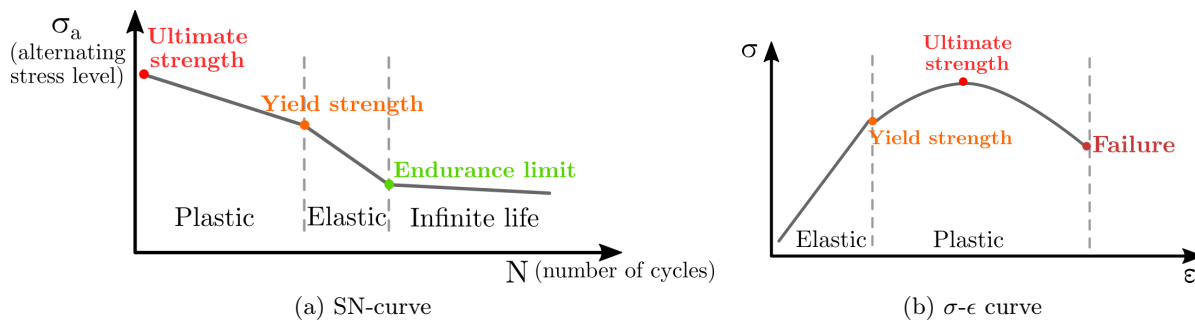 σₐ
(alternating
stress level)
Ultimate
strength
Yield strength
Endurance limit
Plastic
Elastic
Infinite life
N (number of cycles)
(a) SN-curve
σ
Ultimate
strength
Yield strength
Failure
Elastic
Plastic
ε
(b) σ-ϵ curve